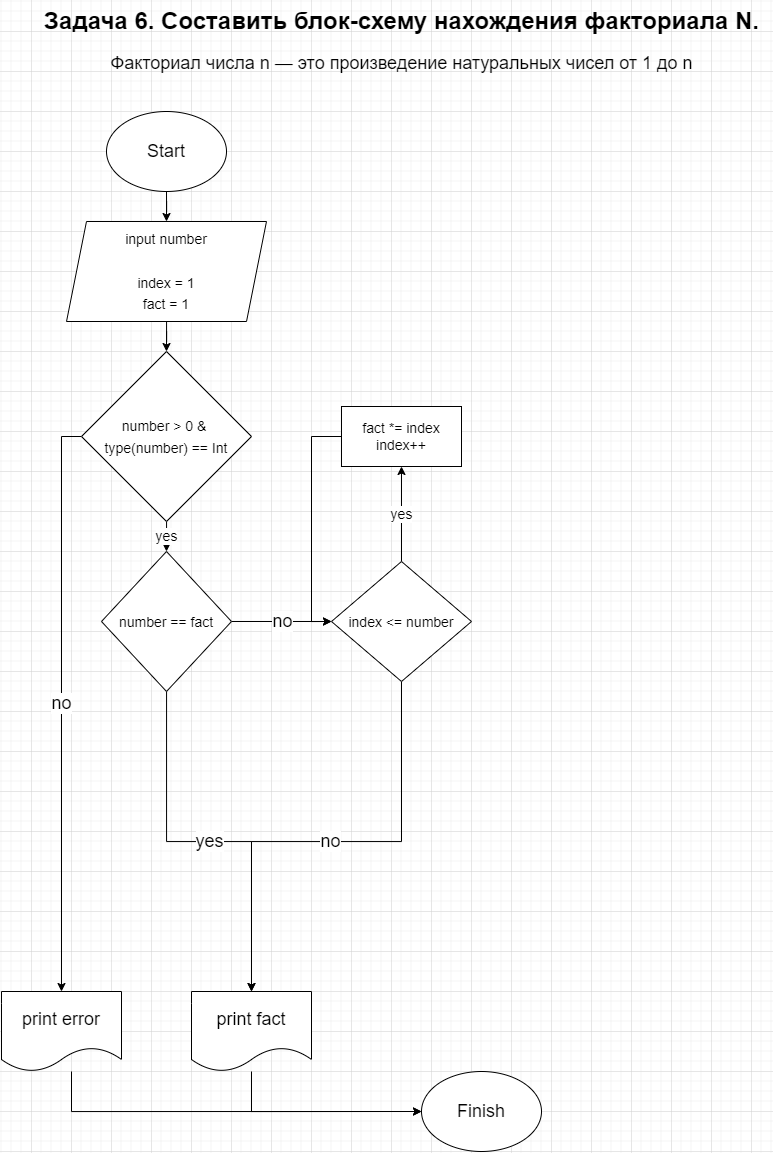 Задача 6. Составить блок-схему нахождения факториала N.
Факториал числа n — это произведение натуральных чисел от 1 до n
Start
input number
index = 1
fact = 1
number > 0 &
type(number) == Int
fact *= index
index++
yes
yes
number == fact
no
index <= number
no
yes
no
print error
print fact
Finish